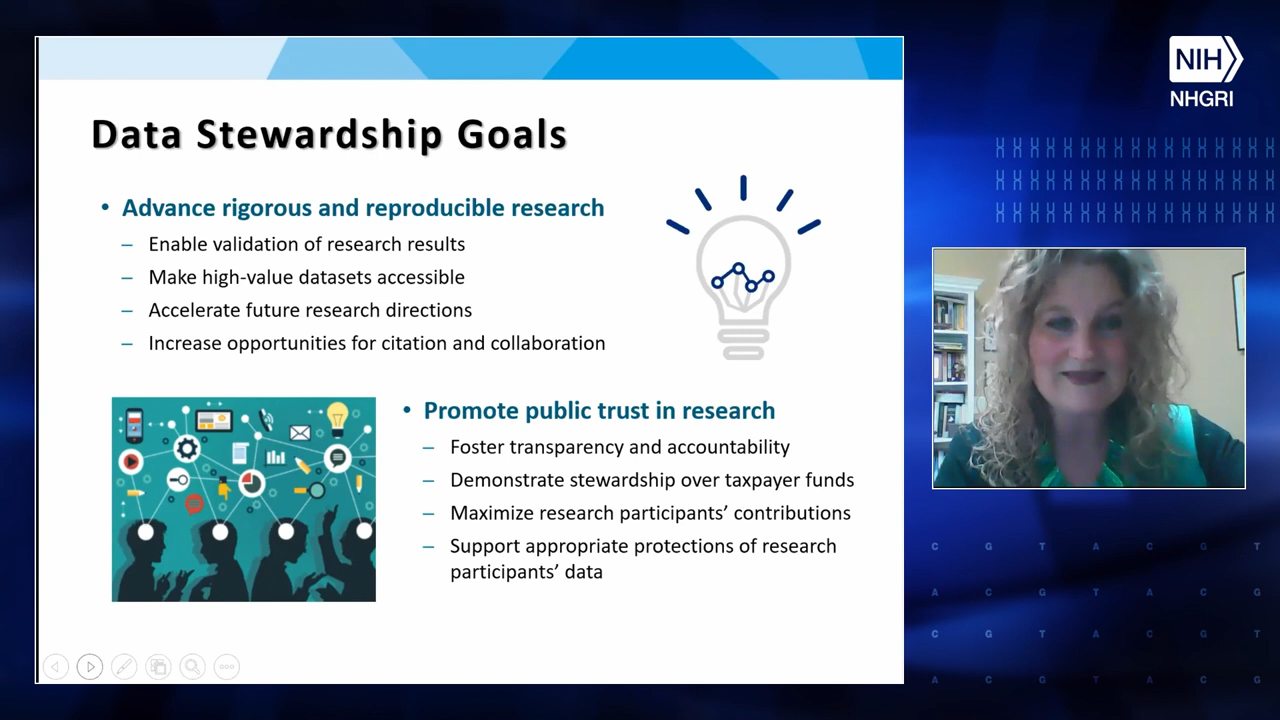 Data Stewardship Goals
• Advance rigorous and reproducible research
– Enable validation of research results
– Make high-value datasets accessible
– Accelerate future research directions
– Increase opportunities for citation and collaboration
• Promote public trust in research
– Foster transparency and accountability
– Demonstrate stewardship over taxpayer funds
– Maximize research participants’ contributions
– Support appropriate protections of research
participants’ data
NIH
NHGRI
C G T A C G T
A C G T A C G
C G T A C G T
A C G T A C G